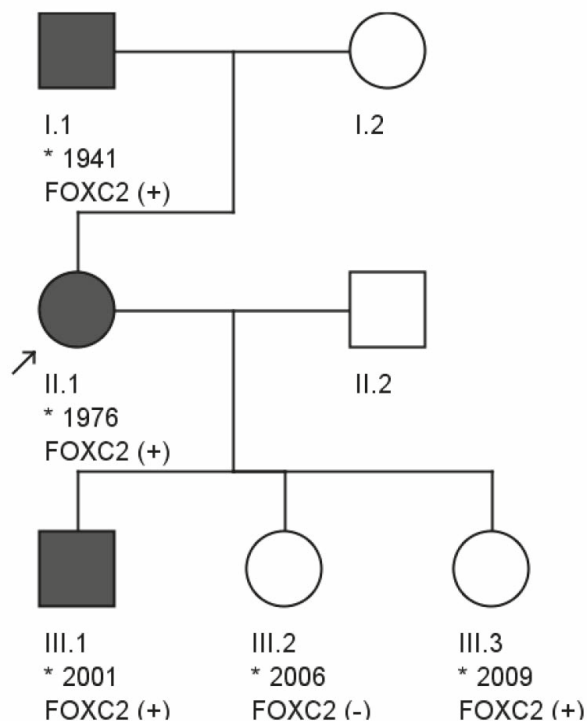 I.1
* 1941
FOXC2 (+)
I.2
II.1
* 1976
FOXC2 (+)
II.2
III.1
* 2001
FOXC2 (+)
III.2
* 2006
FOXC2 (-)
III.3
* 2009
FOXC2 (+)